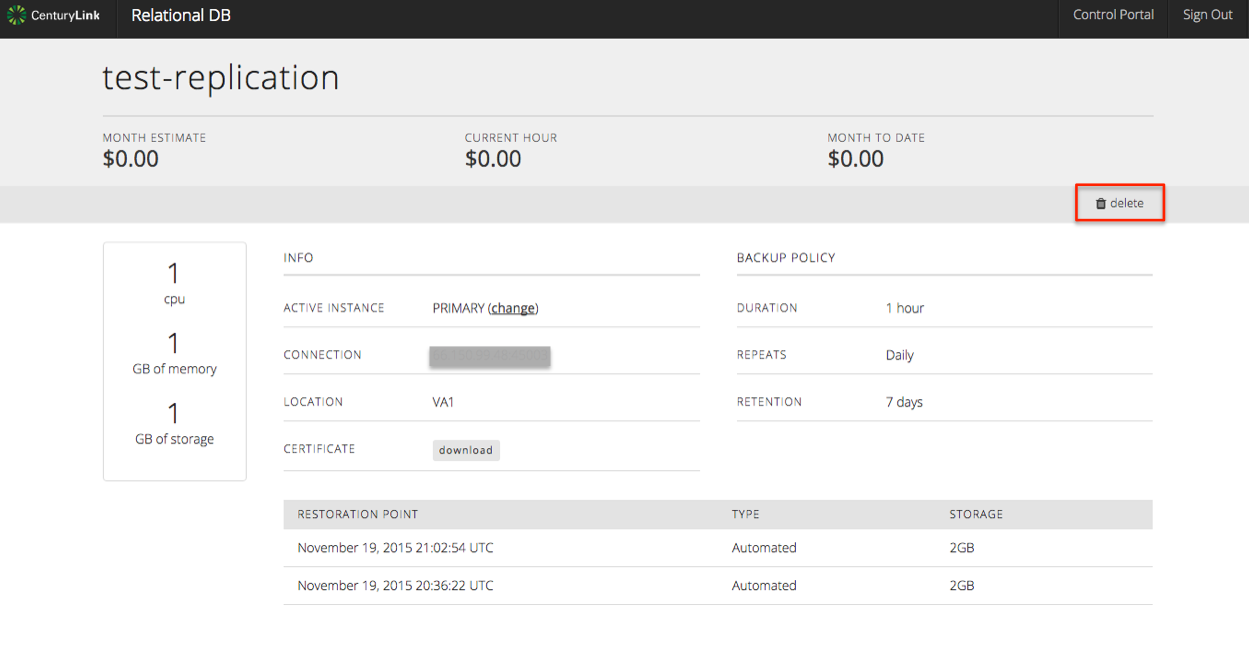 CenturyLink Relational DB Control Portal Sign Out
test-replication
MONTH ESTIMATE CURRENT HOUR MONTH TO DATE
$0.00 $0.00 $0.00
delete
1
cpu
1
GB of memory
1
GB of storage
INFO
ACTIVE INSTANCE PRIMARY (change)
CONNECTION
LOCATION VA1
CERTIFICATE download
BACKUP POLICY
DURATION 1 hour
REPEATS Daily
RETENTION 7 days
RESTORATION POINT TYPE STORAGE
November 19, 2015 21:02:54 UTC Automated 2GB
November 19, 2015 20:36:22 UTC Automated 2GB